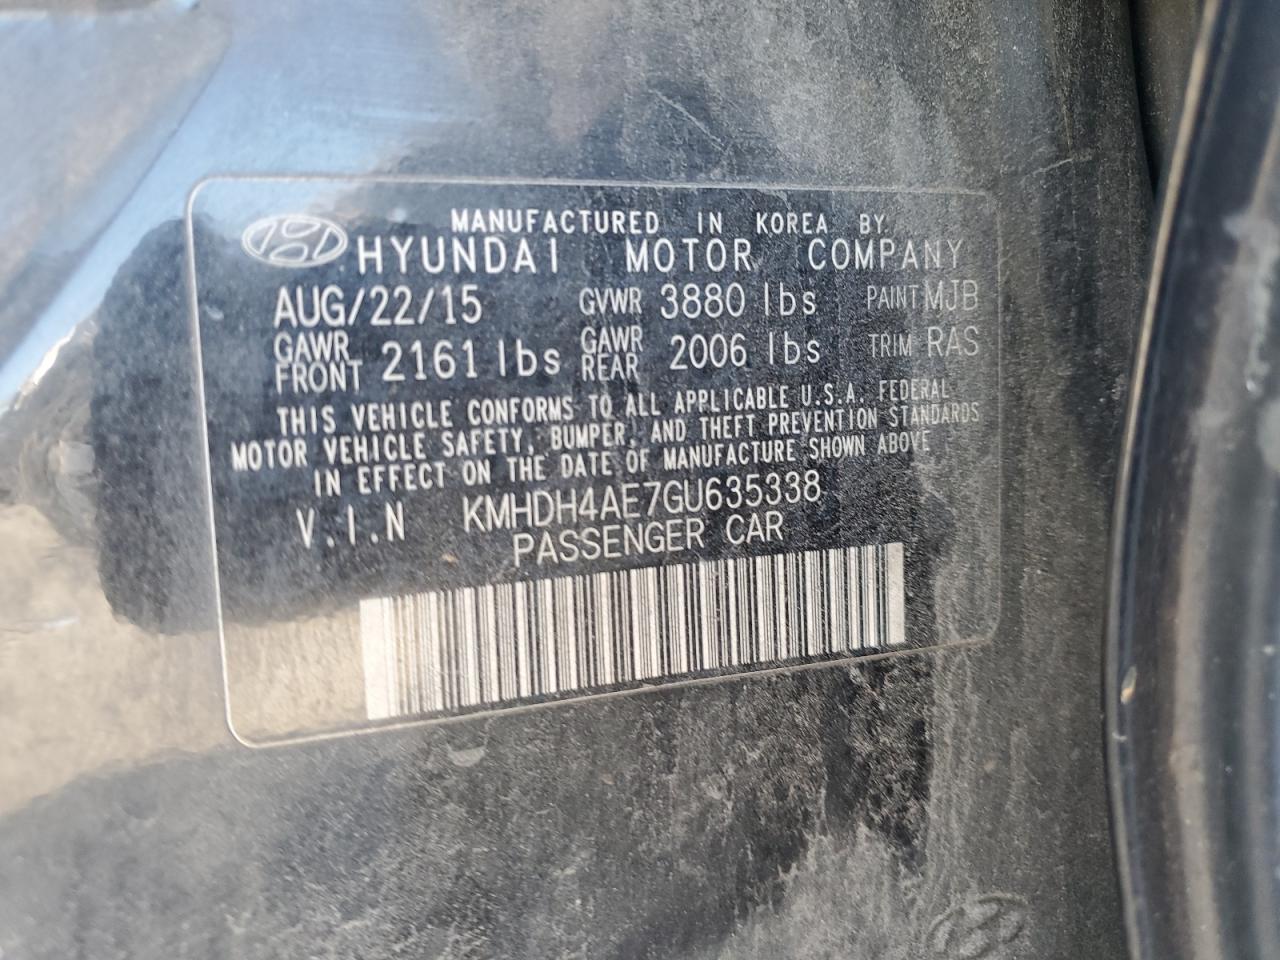 MANUFACTURED IN KOREA BY.
HYUNDAI MOTOR COMPANY
AUG/22/15 GVWR 3880 lbs PAINT MJB
GAWR FRONT 2161 lbs GAWR REAR 2006 lbs TRIM RAS
THIS VEHICLE CONFORMS TO ALL APPLICABLE U.S.A. FEDERAL
MOTOR VEHICLE SAFETY, BUMPER, AND THEFT PREVENTION STANDARDS
IN EFFECT ON THE DATE OF MANUFACTURE SHOWN ABOVE
V.I.N KMHDH4AE7GU635338
PASSENGER CAR